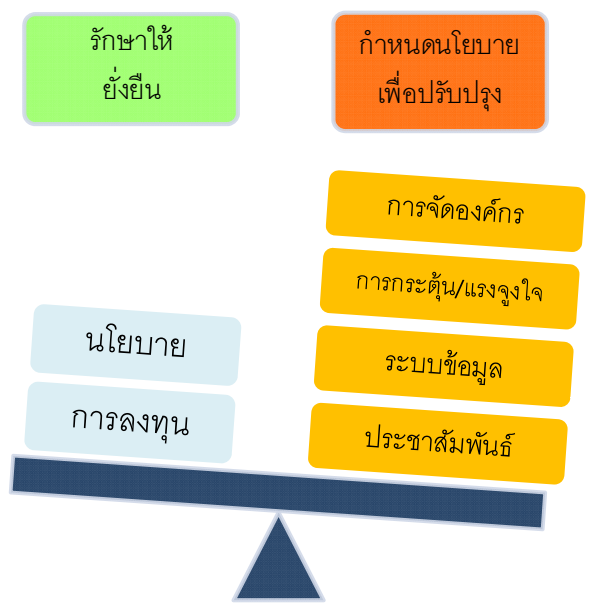 รักษาให้
ยั่งยืน
กำหนดนโยบาย
เพื่อปรับปรุง
การจัดองค์กร
การกระตุ้น/แรงจูงใจ
ระบบข้อมูล
ประชาสัมพันธ์
นโยบาย
การลงทุน